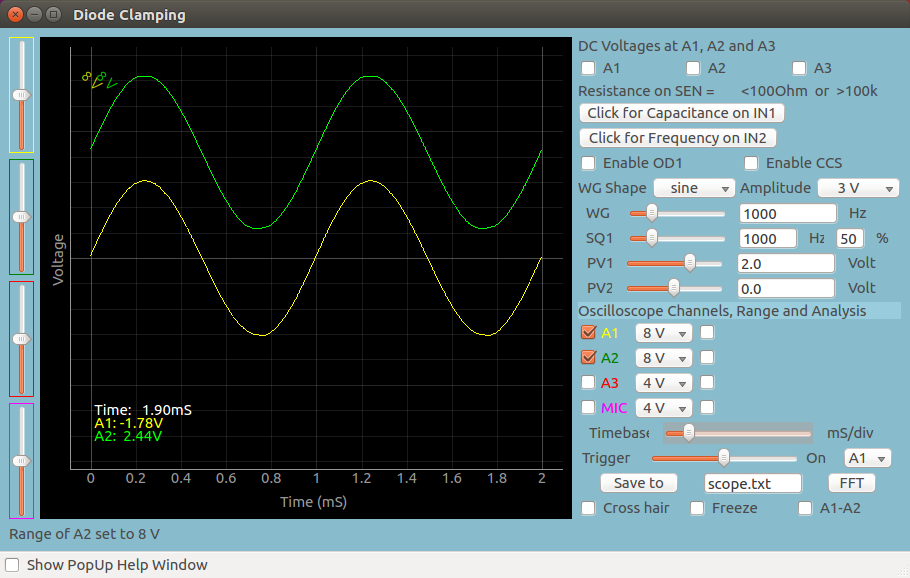 Diode Clamping
DC Voltages at A1, A2 and A3
A1 A2 A3
Resistance on SEN = <100Ohm or >100k
Click for Capacitance on IN1
Click for Frequency on IN2
Enable OD1 Enable CCS
WG Shape sine Amplitude 3 V
WG 1000 Hz
SQ1 1000 Hz 50 %
PV1 2.0 Volt
PV2 0.0 Volt
Oscilloscope Channels, Range and Analysis
A1 8 V
A2 8 V
A3 4 V
MIC 4 V
Timebase mS/div
Trigger On A1
Save to scope.txt FFT
Cross hair Freeze A1-A2
8 V
8 V
Voltage
Time: 1.90mS
A1: -1.78V
A2: 2.44V
0 0.2 0.4 0.6 0.8 1 1.2 1.4 1.6 1.8 2
Time (mS)
Range of A2 set to 8 V
Show PopUp Help Window